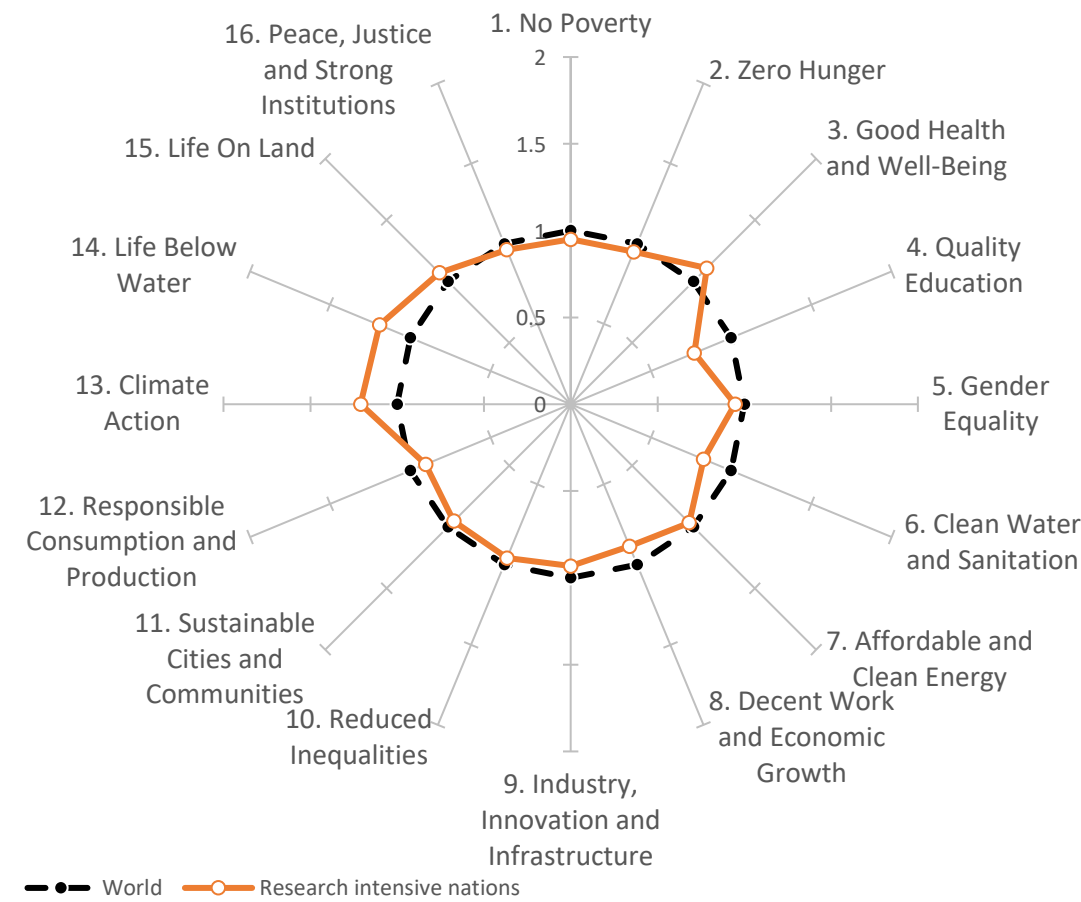 1. No Poverty
2. Zero Hunger
3. Good Health
and Well-Being
4. Quality
Education
5. Gender
Equality
6. Clean Water
and Sanitation
7. Affordable and
Clean Energy
8. Decent Work
and Economic
Growth
9. Industry,
Innovation and
Infrastructure
10. Reduced
Inequalities
11. Sustainable
Cities and
Communities
12. Responsible
Consumption and
Production
13. Climate
Action
14. Life Below
Water
15. Life On Land
16. Peace, Justice
and Strong
Institutions
2
1.5
1
0.5
0
World
Research intensive nations